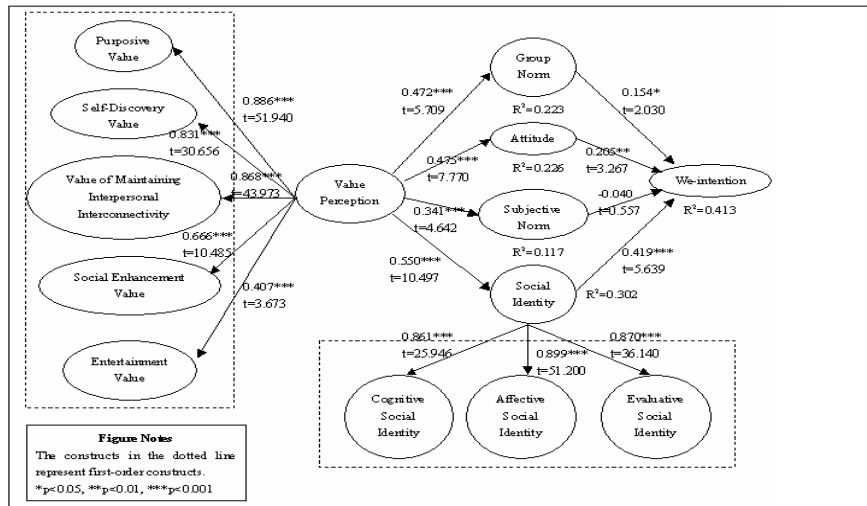 Purposive
Value
Self-Discovery
Value
Value of Maintaining
Interpersonal
Interconnectivity
Social Enhancement
Value
Entertainment
Value
0.886***
t=51.940
0.831***
t=30.656
0.868***
t=43.973
0.666***
t=10.485
0.407***
t=3.673
Value
Perception
0.472***
t=5.709
0.475***
t=7.770
0.341***
t=4.642
0.550***
t=10.497
Group
Norm
R²=0.223
Attitude
R²=0.226
Subjective
Norm
R²=0.117
Social
Identity
R²=0.302
0.154*
t=2.030
0.205**
t=3.267
-0.040
t=0.557
0.419***
t=5.639
We-intention
R²=0.413
0.861***
t=25.946
0.899***
t=51.200
0.870***
t=36.140
Cognitive
Social
Identity
Affective
Social
Identity
Evaluative Social
Identity
Figure Notes
The constructs in the dotted line
represent first-order constructs.
*p<0.05, **p<0.01, ***p<0.001